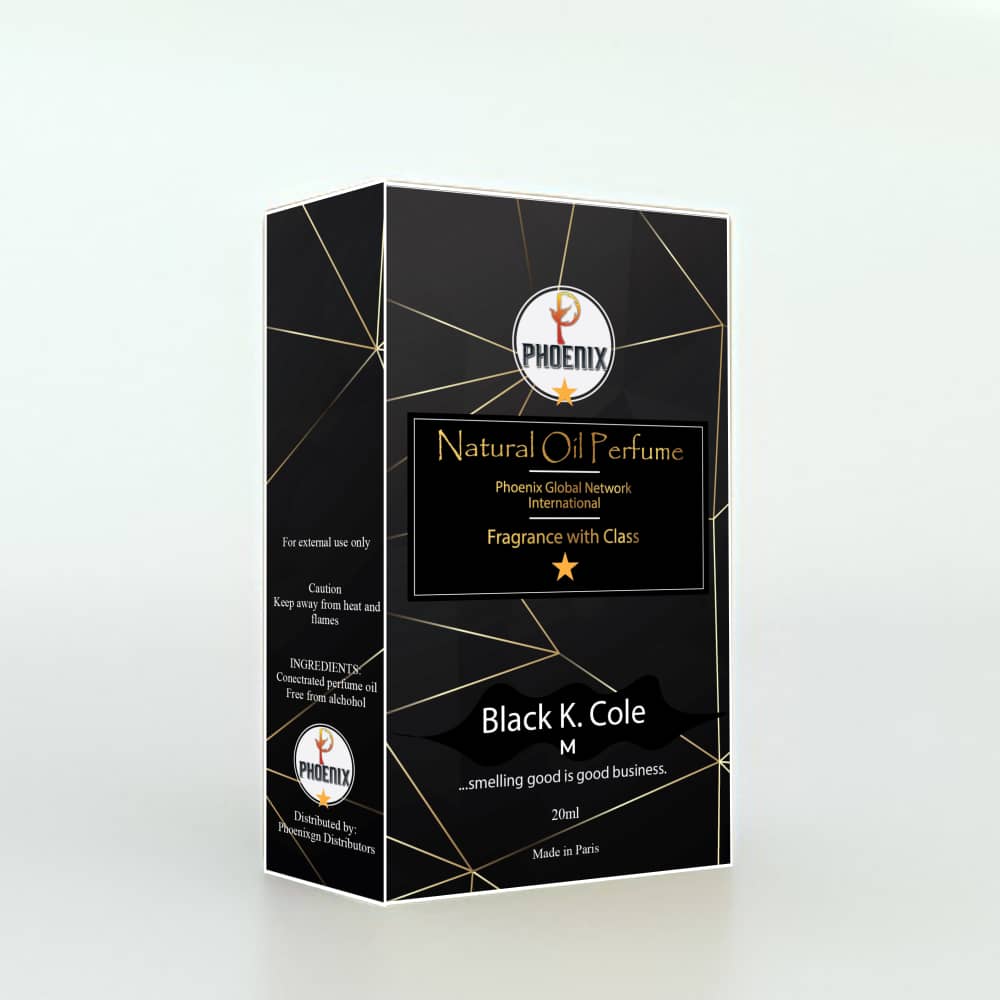 For external use only
Caution
Keep away from heat and
flames
INGREDIENTS:
Conectrated perfume oil
Free from alchohol
PHOENIX
Distributed by:
Phoenixgn Distributors
P
PHOENIX
Natural Oil Perfume
Phoenix Global Network
International
Fragrance with Class
Black K. Cole
M
...smelling good is good business.
20ml
Made in Paris